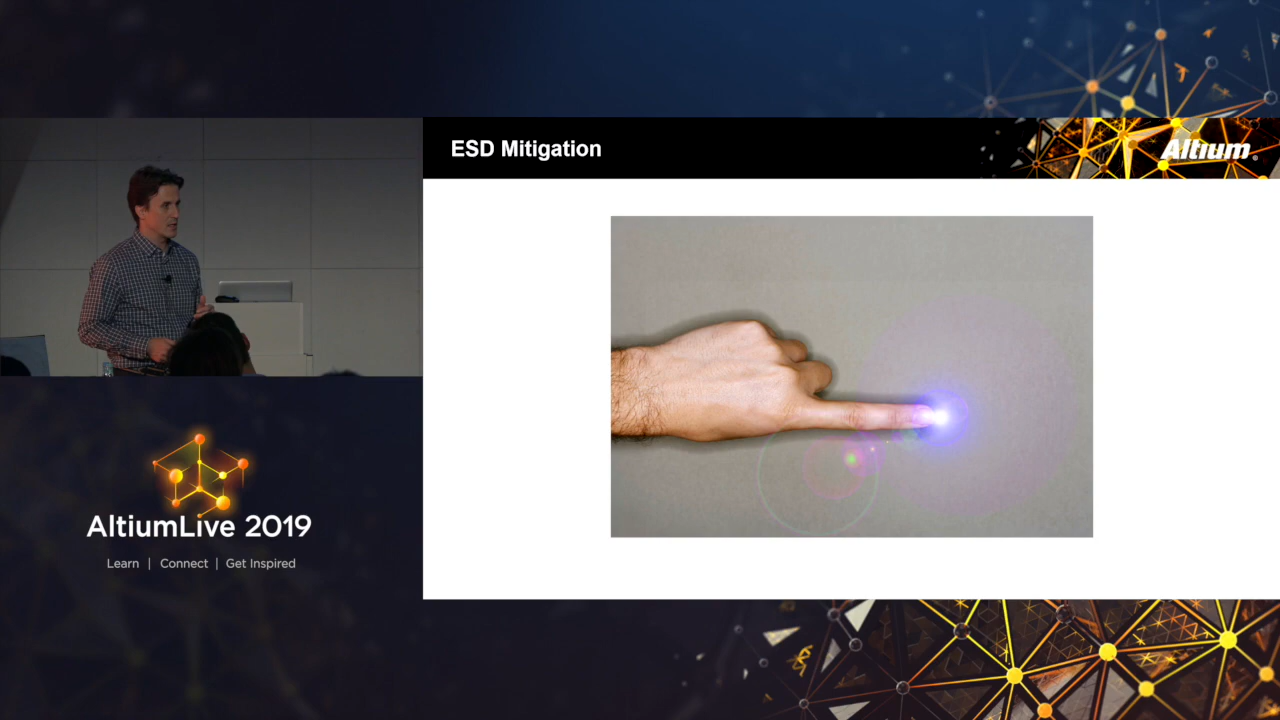 ESD Mitigation
Altium
AltiumLive 2019
Learn | Connect | Get Inspired